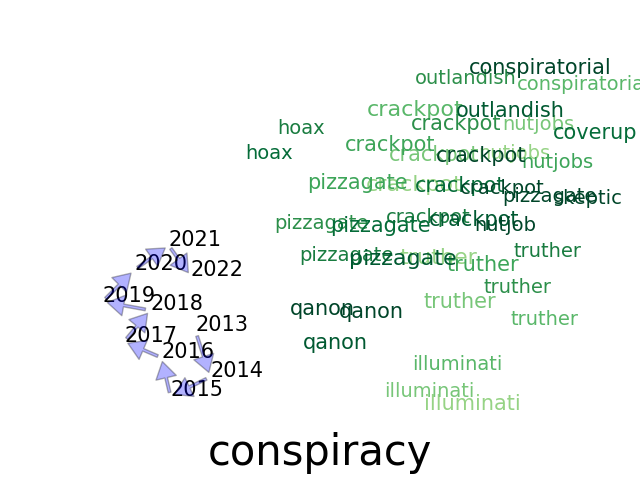 conspiratorial
outlandish
conspiratorial
crackpot
outlandish
crackpot
nutjobs
hoax
coverup
crackpot
hoax
crackpot
crackpot
nutjobs
nutjobs
pizzagate
crackpot
crackpot
crackpot
pizzagate
skeptic
pizzagate
pizzagate
crackpot
crackpot
nutjob
2021
pizzagate
pizzagate
truther
truther
truther
2020
2022
truther
2019
2018
qanon
qanon
truther
truther
2013
2017
qanon
2016
illuminati
2014
2015
illuminati
illuminati
conspiracy